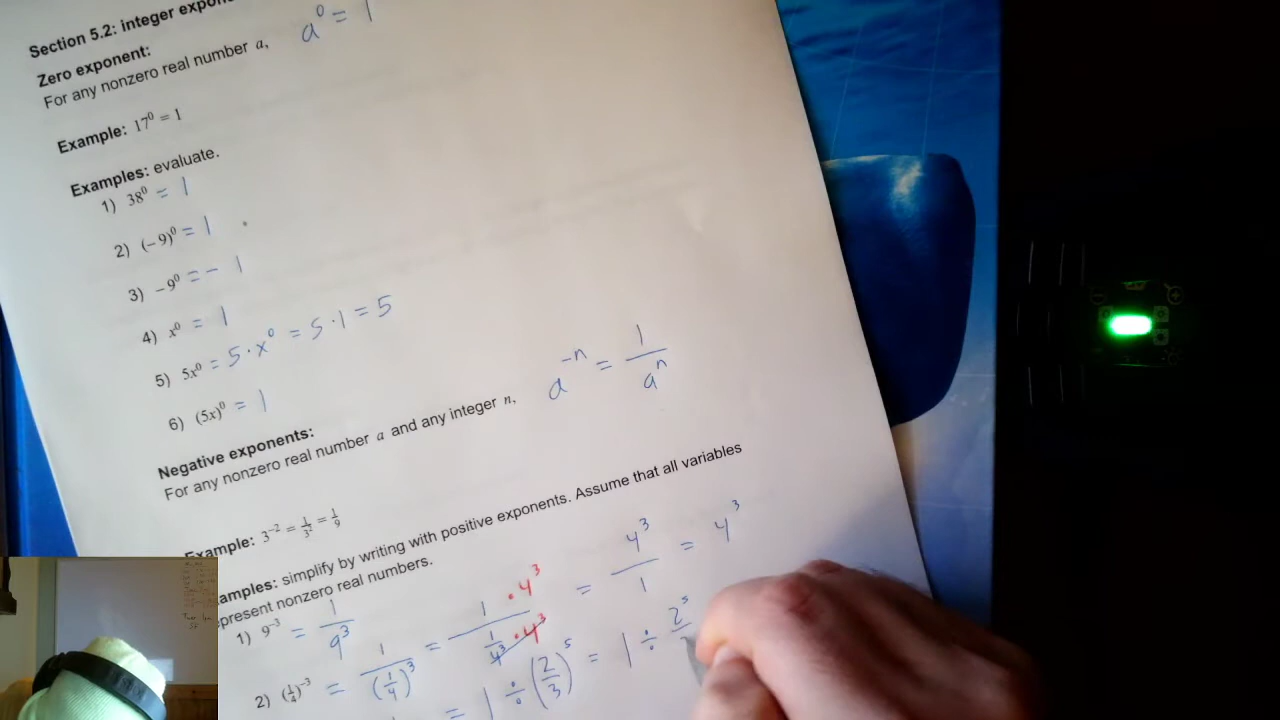 Section 5.2: integer
Zero exponent:
For any nonzero real number a, a⁰ = 1
Example: 17⁰ = 1
Examples: evaluate.
1) 38⁰ = 1
2) (−9)⁰ = 1
3) −9⁰ = − 1
4) x⁰ = 1
5) 5x⁰ = 5 · x⁰ = 5 · 1 = 5
6) (5x)⁰ = 1
Negative exponents:
For any nonzero real number a and any integer n, a⁻ⁿ = 1/aⁿ
Example: 3⁻² = 1/3² = 1/9
amples: simplify by writing with positive exponents. Assume that all variables
present nonzero real numbers.
1) 9⁻³ = 1/9³
2) (1/4)⁻³ = 1/(1/4)³ = 1 · 4³/(1/4³ · 4³) = 4³/1 = 4³
= 1 ÷ (2/3)⁵ = 1 ÷ 2⁵